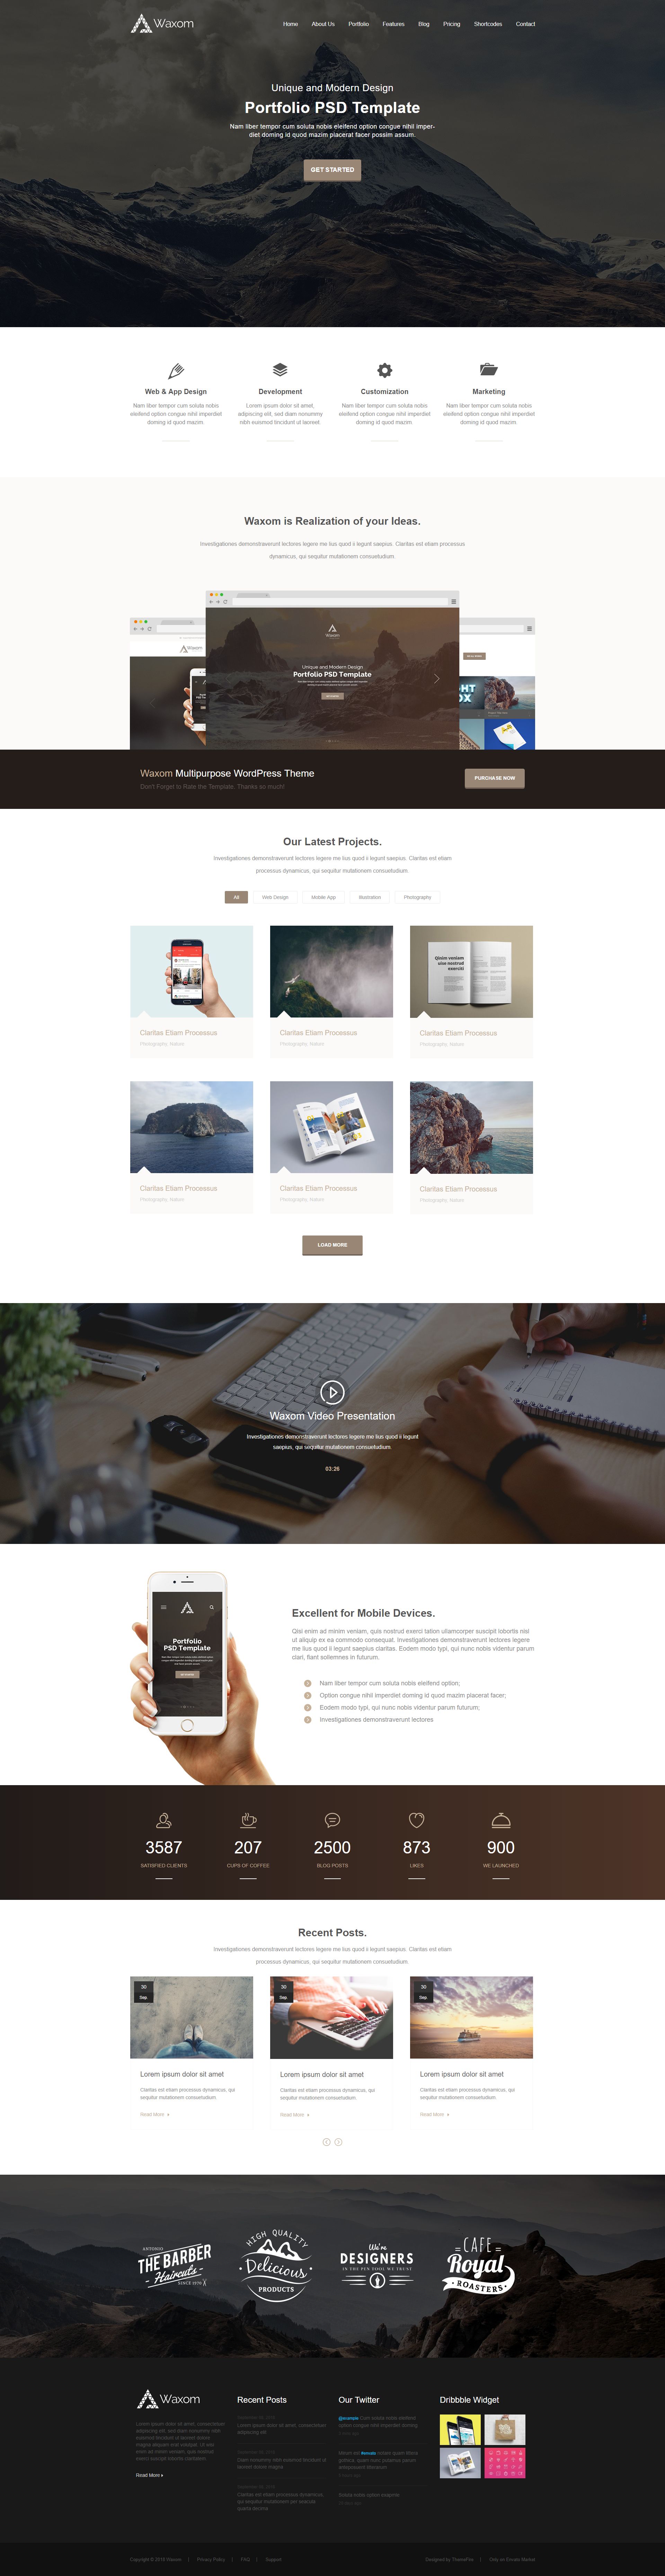 Waxom
Home About Us Portfolio Features Blog Pricing Shortcodes Contact
Unique and Modern Design
Portfolio PSD Template
Nam liber tempor cum soluta nobis eleifend option congue nihil imper-
diet doming id quod mazim placerat facer possim assum.
GET STARTED
Web & App Design
Nam liber tempor cum soluta nobis
eleifend option congue nihil imperdiet
doming id quod mazim
Development
Lorem ipsum dolor sit amet,
adipiscing elit, sed diam nonummy
nibh euismod tincidunt ut laoreet
Customization
Nam liber tempor cum soluta nobis
eleifend option congue nihil imperdiet
doming id quod mazim
Marketing
Nam liber tempor cum soluta nobis
eleifend option congue nihil imperdiet
doming id quod mazim
Waxom is Realization of your Ideas.
Investigationes demonstraverunt lectores legere me lius quod ii legunt saepius. Claritas est etiam processus
dynamicus, qui sequitur mutationem consuetudium.
Waxom
Waxom
Unique and Modern Design
Portfolio PSD Template
Waxom Multipurpose WordPress Theme
Don't Forget to Rate the Template. Thanks so much!
PURCHASE NOW
Our Latest Projects.
Investigationes demonstraverunt lectores legere me lius quod ii legunt saepius. Claritas est etiam
processus dynamicus, qui sequitur mutationem consuetudium.
All Web Design Mobile App Illustration Photography
Qinim veniam
uise nostrud
exerciti
Claritas Etiam Processus
Photography, Nature
Claritas Etiam Processus
Photography, Nature
Claritas Etiam Processus
Photography, Nature
Claritas Etiam Processus
Photography, Nature
Claritas Etiam Processus
Photography, Nature
Claritas Etiam Processus
Photography, Nature
LOAD MORE
Waxom Video Presentation
Investigationes demonstraverunt lectores legere me lius quod ii legunt
saepius, qui sequitur mutationem consuetudium.
03:26
Portfolio
PSD Template
Excellent for Mobile Devices.
Qisi enim ad minim veniam, quis nostrud exerci tation ullamcorper suscipit lobortis nisl
ut aliquip ex ea commodo consequat. Investigationes demonstraverunt lectores legere
me lius quod ii legunt saepius claritas. Eodem modo typi, qui nunc nobis videntur parum
clari, fiant sollemnes in futurum.
Nam liber tempor cum soluta nobis eleifend option;
Option congue nihil imperdiet doming id quod mazim placerat facer;
Eodem modo typi, qui nunc nobis videntur parum futurum;
Investigationes demonstraverunt lectores
3587 207 2500 873 900
SATISFIED CLIENTS CUPS OF COFFEE BLOG POSTS LIKES WE LAUNCHED
Recent Posts.
Investigationes demonstraverunt lectores legere me lius quod ii legunt saepius. Claritas est etiam
processus dynamicus, qui sequitur mutationem consuetudium.
30
Sep.
30
Sep.
30
Sep.
Lorem ipsum dolor sit amet
Claritas est etiam processus dynamicus, qui
sequitur mutationem consuetudium.
Read More
Lorem ipsum dolor sit amet
Claritas est etiam processus dynamicus, qui
sequitur mutationem consuetudium.
Read More
Lorem ipsum dolor sit amet
Claritas est etiam processus dynamicus, qui
sequitur mutationem consuetudium.
Read More
ANTONIO
THE BARBER
Haircuts
SINCE 1970
HIGH QUALITY
Delicious
PRODUCTS
We're
DESIGNERS
IN THE PEN TOOL WE TRUST
CAFE
Royal
ROASTERS
Waxom
Read More
Recent Posts
Lorem ipsum dolor sit amet, consectetuer
adipiscing elit
Diam nonummy nibh euismod tincidunt ut
laoreet dolore magna
Claritas est etiam processus dynamicus,
qui sequitur mutationem per
Our Twitter
Dribbble Widget
Copyright © 2015 Waxom | Privacy Policy | FAQ | Support
Designed by ThemeFire | Only on Envato Market